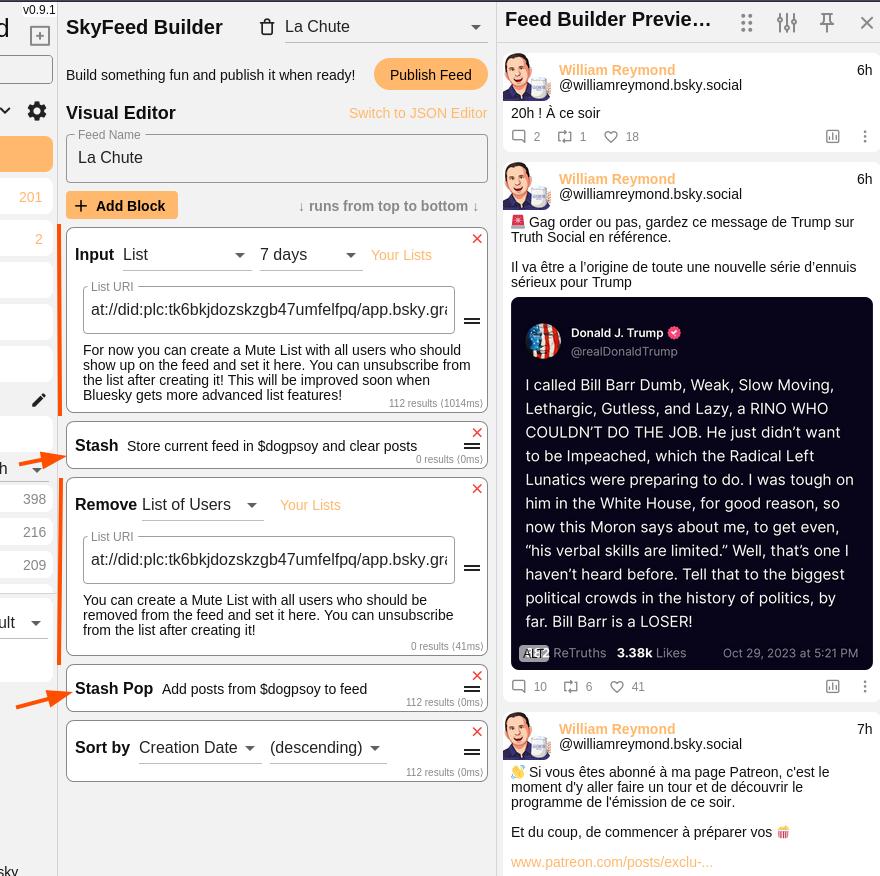 v0.9.1
d
201
2
h
398
216
209
ult
sky
SkyFeed Builder
La Chute
Build something fun and publish it when ready!
Publish Feed
Visual Editor
Switch to JSON Editor
Feed Name
La Chute
Add Block
↓ runs from top to bottom ↓
Input List 7 days Your Lists
List URI
at://did:plc:tk6bkjdozskzgb47umfelfpq/app.bsky.gra
For now you can create a Mute List with all users who should
show up on the feed and set it here. You can unsubscribe from
the list after creating it! This will be improved soon when
Bluesky gets more advanced list features!
112 results (1014ms)
Stash Store current feed in $dogpsoy and clear posts
0 results (0ms)
Remove List of Users Your Lists
List URI
at://did:plc:tk6bkjdozskzgb47umfelfpq/app.bsky.gra
You can create a Mute List with all users who should be
removed from the feed and set it here. You can unsubscribe
from the list after creating it!
0 results (41ms)
Stash Pop Add posts from $dogpsoy to feed
112 results (0ms)
Sort by Creation Date (descending)
112 results (0ms)
Feed Builder Previe...
William Reymond 6h
@williamreymond.bsky.social
20h ! À ce soir
2 1 18
William Reymond 6h
@williamreymond.bsky.social
🚨 Gag order ou pas, gardez ce message de Trump sur
Truth Social en référence.
Il va être a l’origine de toute une nouvelle série d’ennuis
sérieux pour Trump
Donald J. Trump
@realDonaldTrump
I called Bill Barr Dumb, Weak, Slow Moving,
Lethargic, Gutless, and Lazy, a RINO WHO
COULDN’T DO THE JOB. He just didn’t want
to be Impeached, which the Radical Left
Lunatics were preparing to do. I was tough on
him in the White House, for good reason, so
now this Moron says about me, to get even,
“his verbal skills are limited.” Well, that’s one I
haven’t heard before. Tell that to the biggest
political crowds in the history of politics, by
far. Bill Barr is a LOSER!
ALT ReTruths 3.38k Likes Oct 29, 2023 at 5:21 PM
10 6 41
William Reymond 7h
@williamreymond.bsky.social
👋 Si vous êtes abonné à ma page Patreon, c'est le
moment d'y aller faire un tour et de découvrir le
programme de l'émission de ce soir.
Et du coup, de commencer à préparer vos 🍿
www.patreon.com/posts/exclu-...